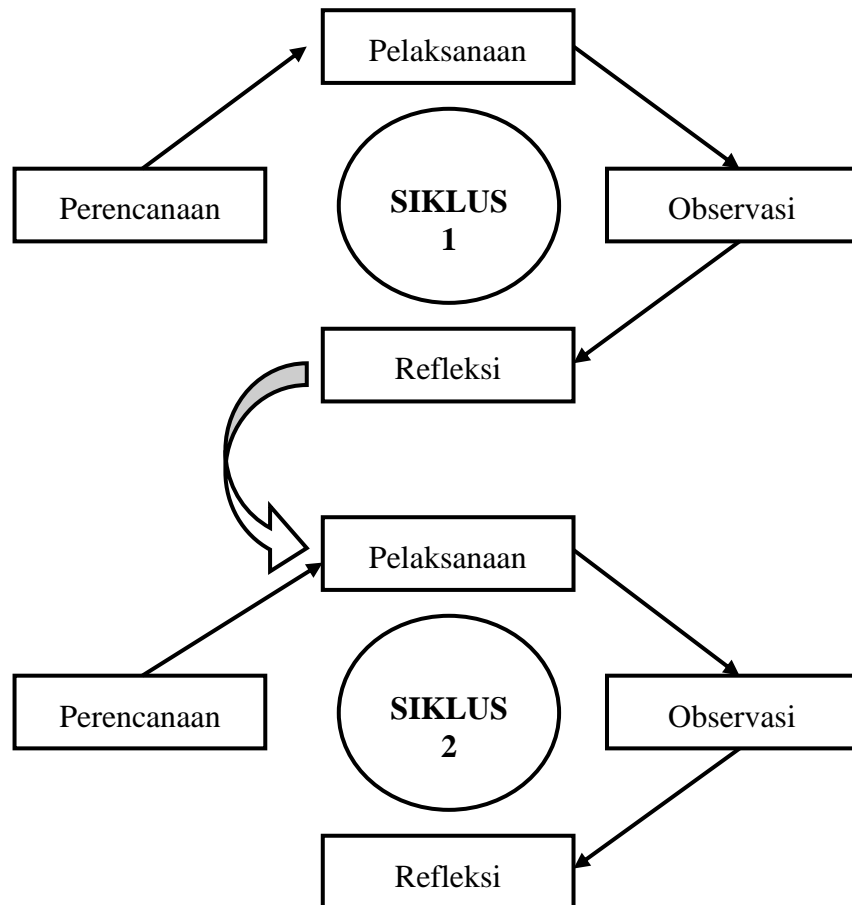 Pelaksanaan
Perencanaan
SIKLUS
1
Observasi
Refleksi
Pelaksanaan
Perencanaan
SIKLUS
2
Observasi
Refleksi